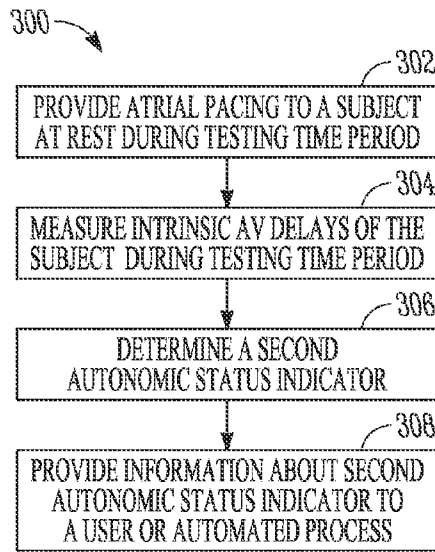 300
302
PROVIDE ATRIAL PACING TO A SUBJECT
AT REST DURING TESTING TIME PERIOD
304
MEASURE INTRINSIC AV DELAYS OF THE
SUBJECT DURING TESTING TIME PERIOD
306
DETERMINE A SECOND
AUTONOMIC STATUS INDICATOR
308
PROVIDE INFORMATION ABOUT SECOND
AUTONOMIC STATUS INDICATOR TO
A USER OR AUTOMATED PROCESS